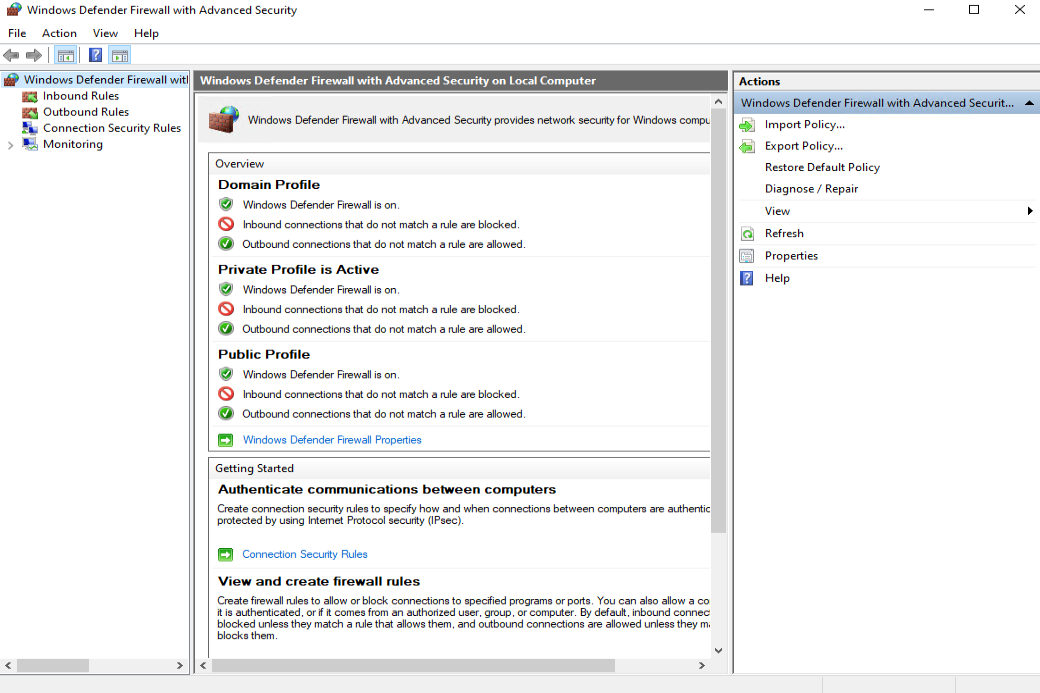 Windows Defender Firewall with Advanced Security
File Action View Help
Windows Defender Firewall with
Inbound Rules
Outbound Rules
Connection Security Rules
Monitoring
Windows Defender Firewall with Advanced Security on Local Computer
Windows Defender Firewall with Advanced Security provides network security for Windows compu
Overview
Domain Profile
Windows Defender Firewall is on.
Inbound connections that do not match a rule are blocked.
Outbound connections that do not match a rule are allowed.
Private Profile is Active
Windows Defender Firewall is on.
Inbound connections that do not match a rule are blocked.
Outbound connections that do not match a rule are allowed.
Public Profile
Windows Defender Firewall is on.
Inbound connections that do not match a rule are blocked.
Outbound connections that do not match a rule are allowed.
Windows Defender Firewall Properties
Getting Started
Authenticate communications between computers
Create connection security rules to specify how and when connections between computers are authentic
protected by using Internet Protocol security (IPsec).
Connection Security Rules
View and create firewall rules
Create firewall rules to allow or block connections to specified programs or ports. You can also allow a co
it is authenticated, or if it comes from an authorized user, group, or computer. By default, inbound connec
blocked unless they match a rule that allows them, and outbound connections are allowed unless they ma
blocks them.
Actions
Windows Defender Firewall with Advanced Securit...
Import Policy...
Export Policy...
Restore Default Policy
Diagnose / Repair
View
Refresh
Properties
Help